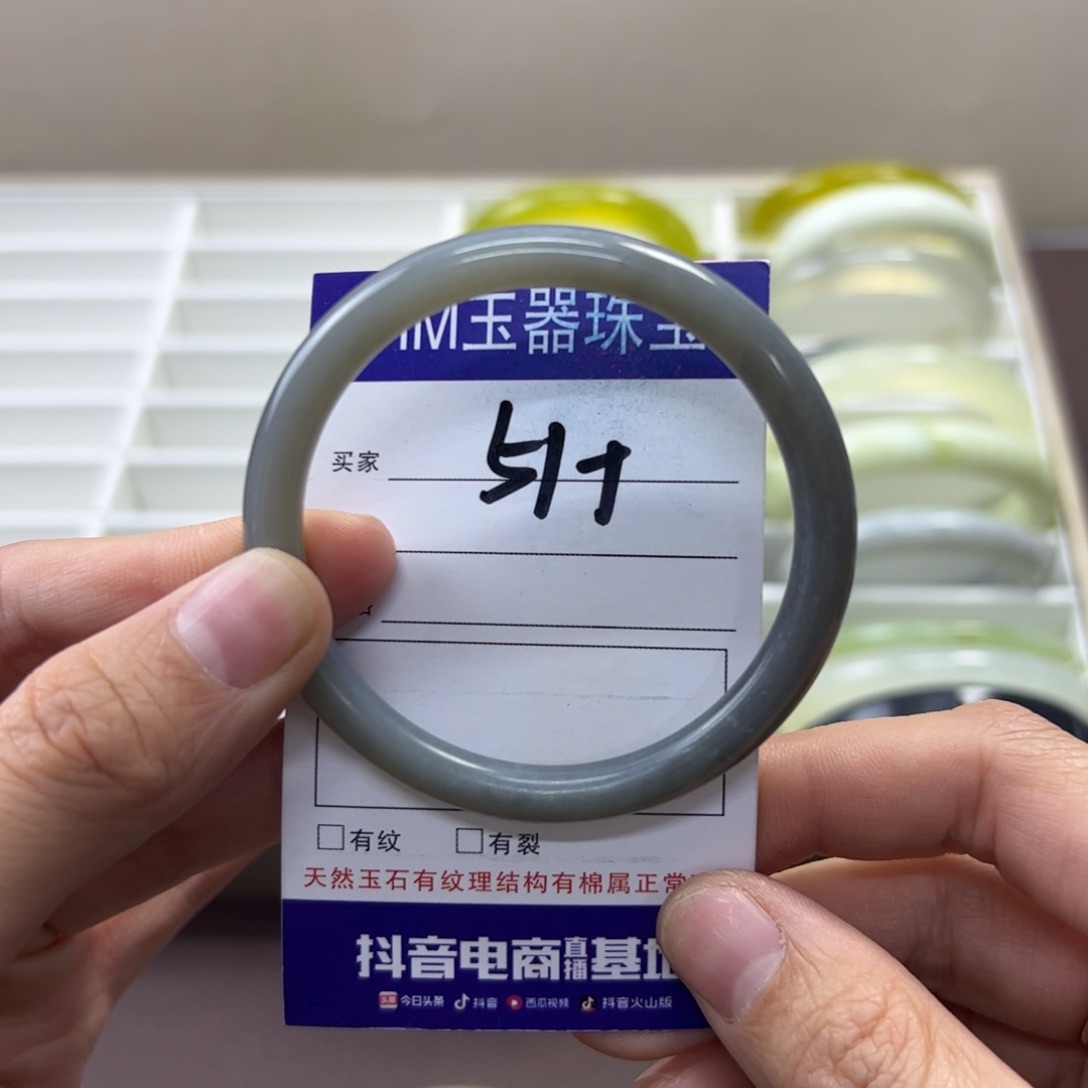 M玉器珠宝
买家
有纹 有裂
天然玉石有纹理结构有棉属正常
抖音电商直播基地
今日头条 抖音 西瓜视频 抖音火山版